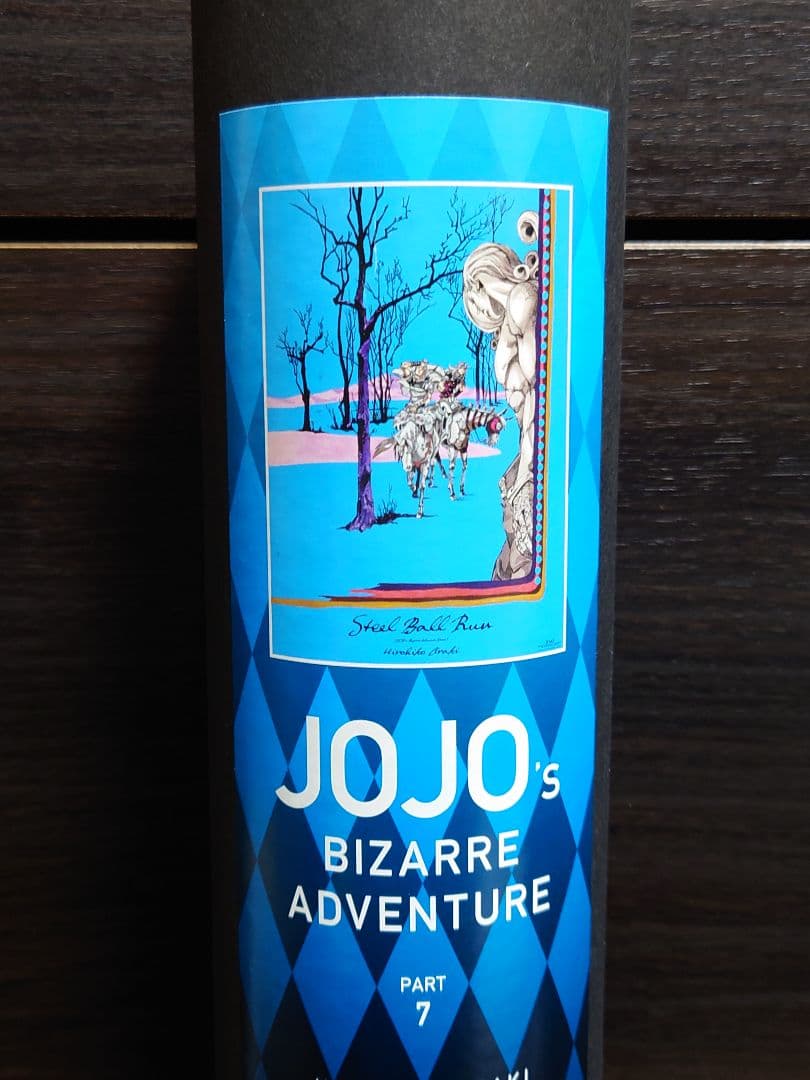 Steel Ball Run
Hirohiko Araki
JOJO's
BIZARRE
ADVENTURE
PART
7